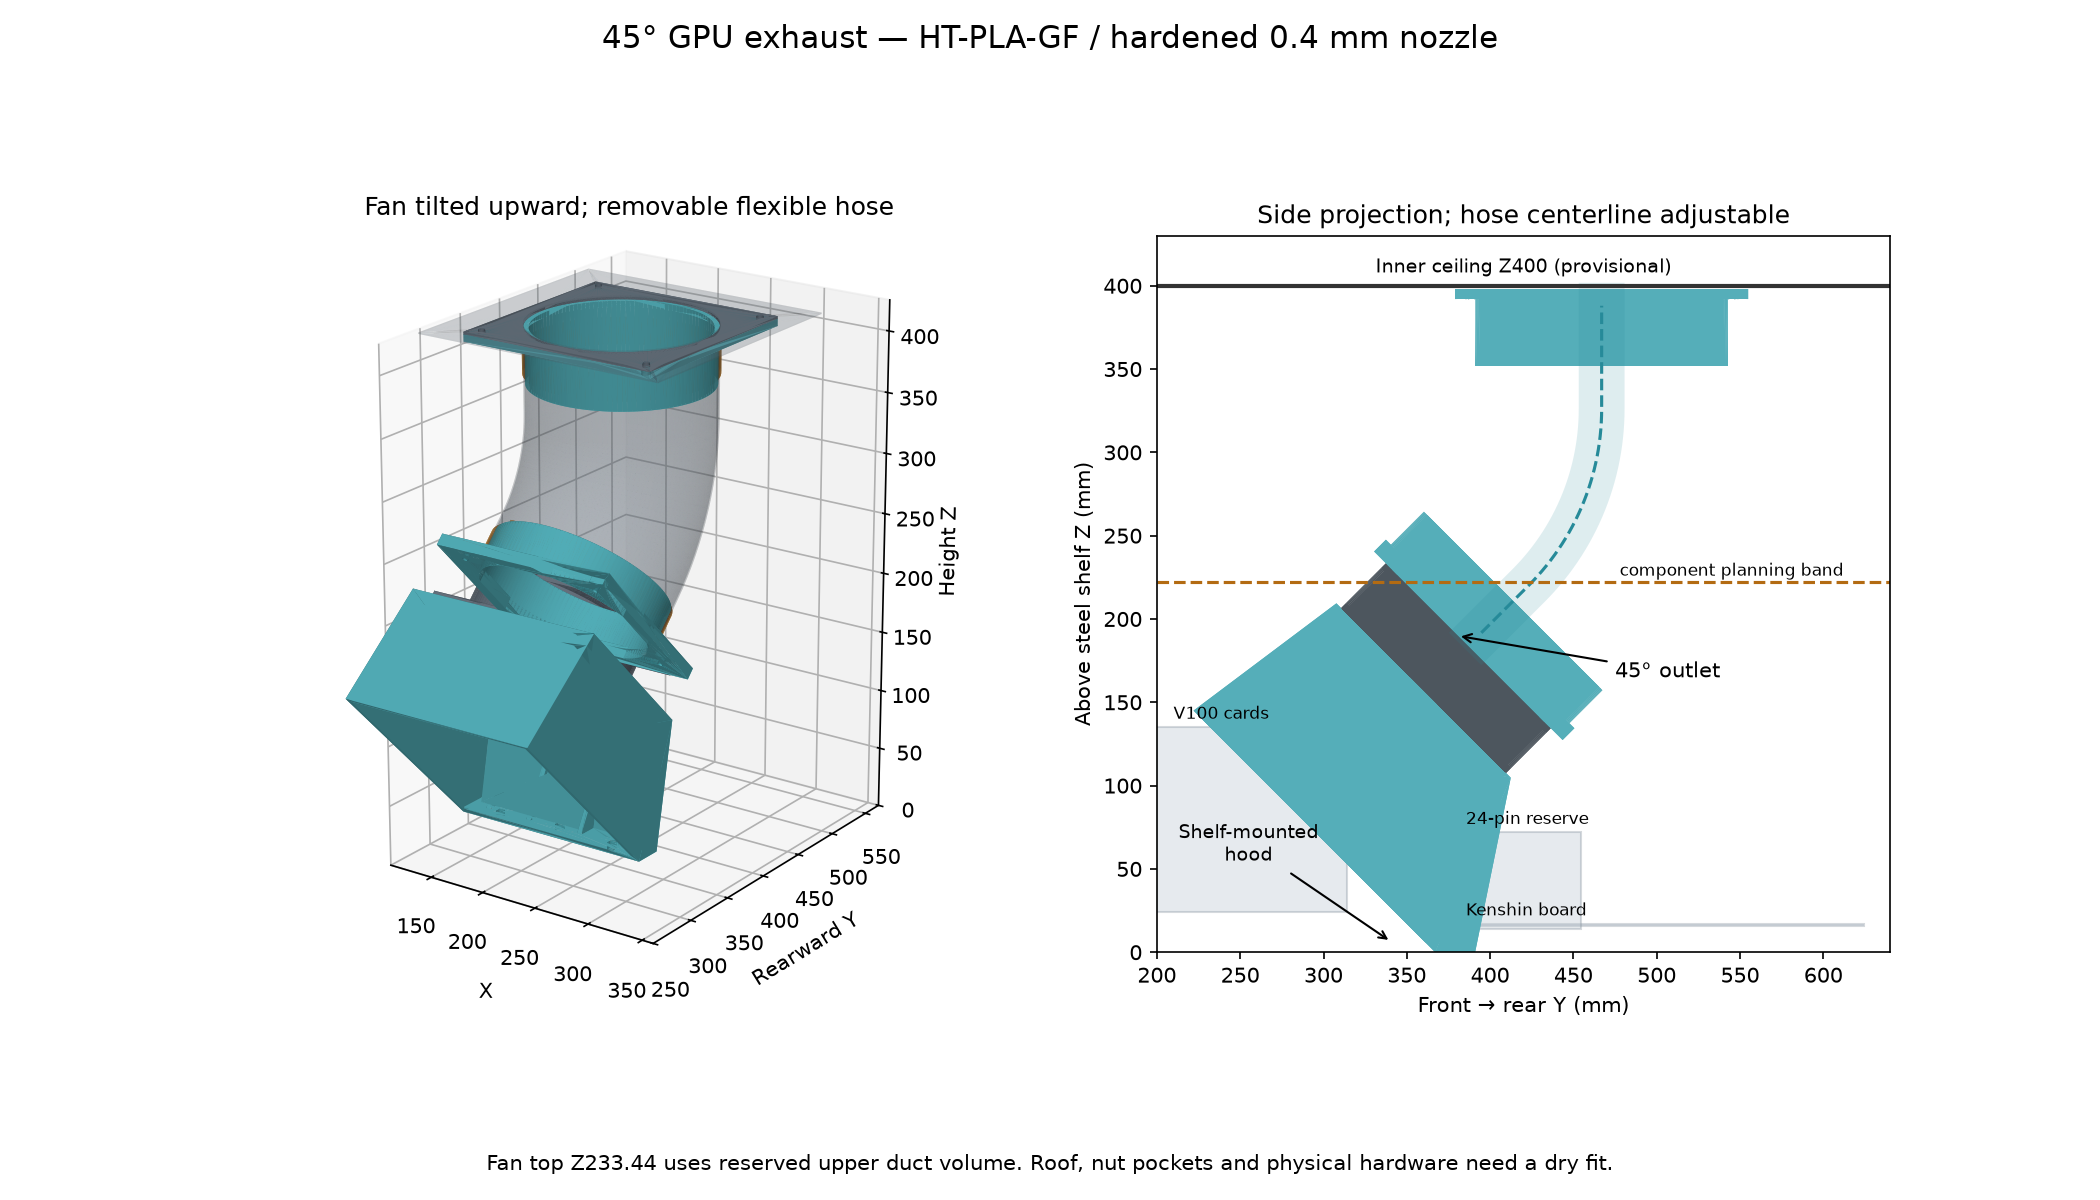 45° GPU exhaust — HT-PLA-GF / hardened 0.4 mm nozzle
Fan tilted upward; removable flexible hose
400
350
300
250
200
150
100
50
0
Height Z
150
200
250
300
350
X
250
300
350
400
450
500
550
Rearward Y
Side projection; hose centerline adjustable
Inner ceiling Z400 (provisional)
component planning band
45° outlet
V100 cards
24-pin reserve
Shelf-mounted
hood
Kenshin board
400
350
300
250
200
150
100
50
0
Above steel shelf Z (mm)
200
250
300
350
400
450
500
550
600
Front → rear Y (mm)
Fan top Z233.44 uses reserved upper duct volume. Roof, nut pockets and physical hardware need a dry fit.